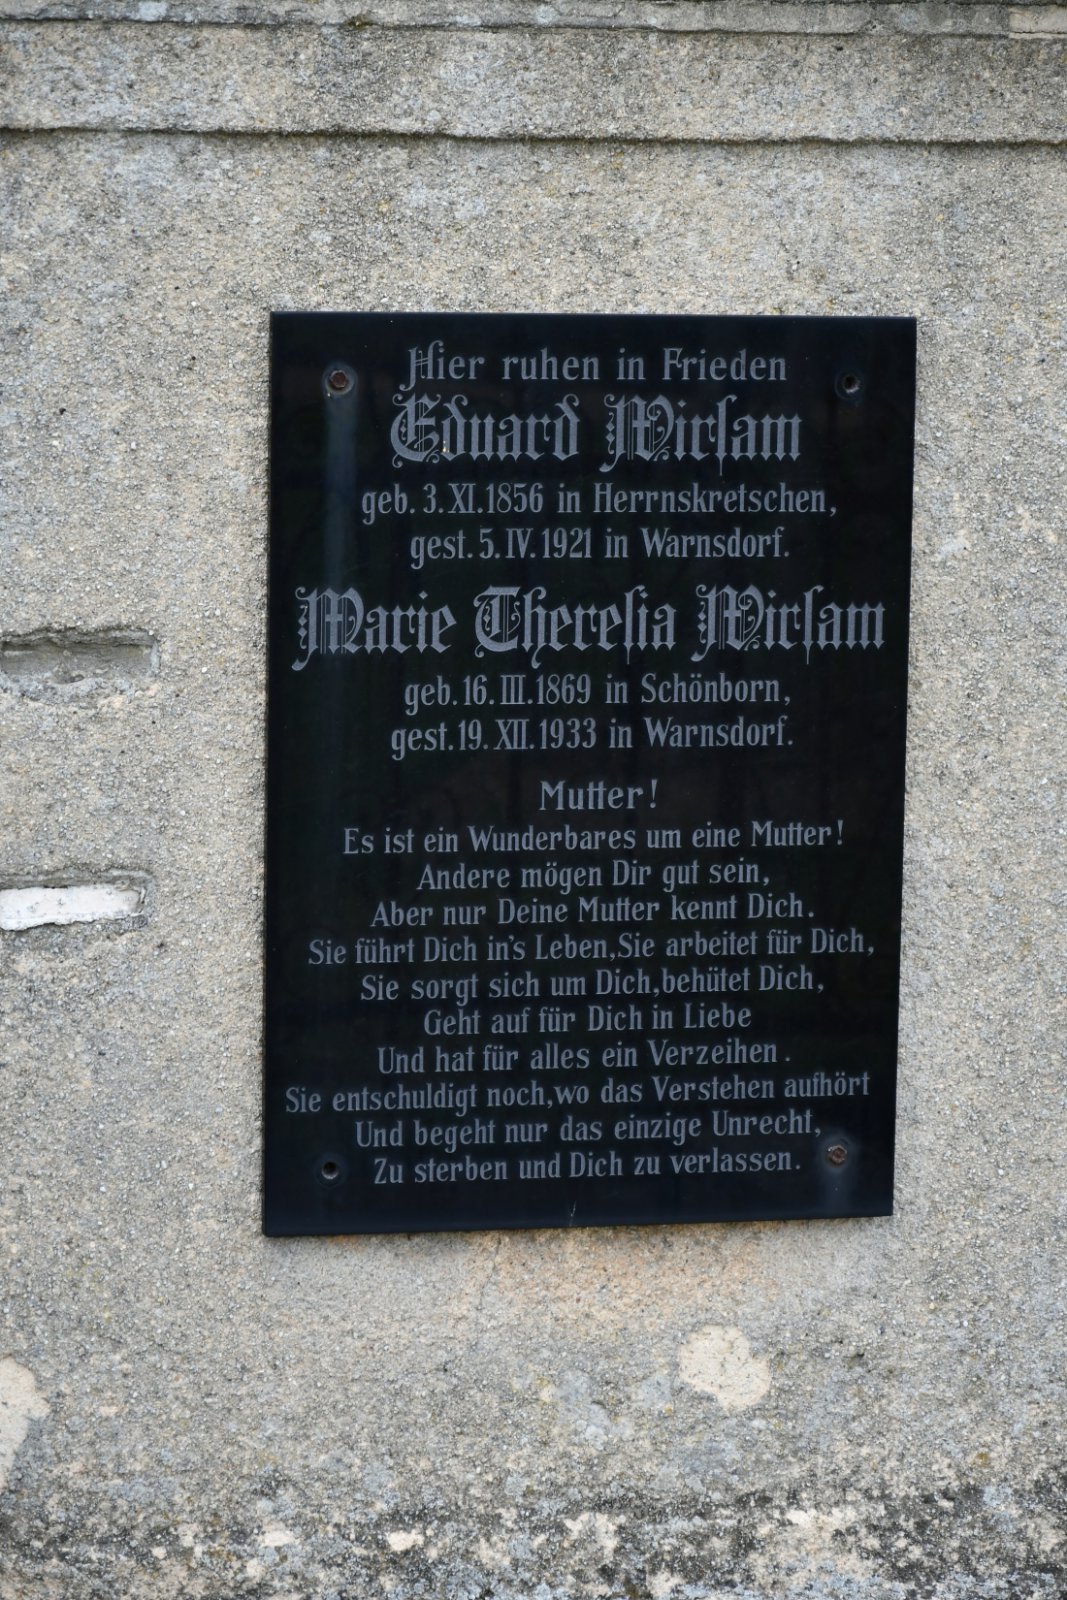 Hier ruhen in Frieden
Eduard Mirsam
geb. 3. XI. 1856 in Herrnskretschen,
gest. 5. IV. 1921 in Warnsdorf.
Marie Theresia Mirsam
geb. 16. III. 1869 in Schönborn,
gest. 19. XII. 1933 in Warnsdorf.
Mutter!
Es ist ein Wunderbares um eine Mutter!
Andere mögen Dir gut sein,
Aber nur Deine Mutter kennt Dich.
Sie führt Dich in's Leben, Sie arbeitet für Dich,
Sie sorgt sich um Dich, behütet Dich,
Geht auf für Dich in Liebe
Und hat für alles ein Verzeihen.
Sie entschuldigt noch, wo das Verstehen aufhört
Und begeht nur das einzige Unrecht,
Zu sterben und Dich zu verlassen.